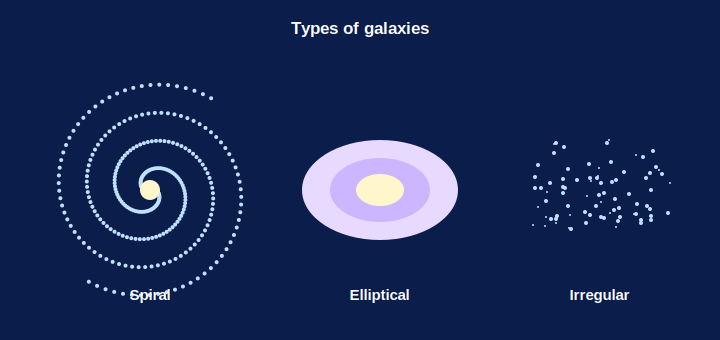 Types of galaxies
Spiral
Elliptical
Irregular